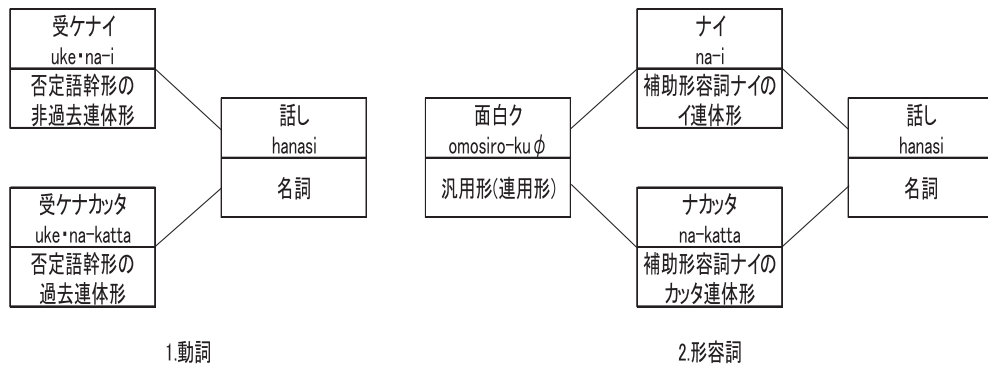 受ケナイ
uke・na-i
否定語幹形の
非過去連体形
受ケナカッタ
uke・na-katta
否定語幹形の
過去連体形
話し
hanasi
名詞
1.動詞
面白ク
omosiro-kuφ
汎用形(連用形)
ナイ
na-i
補助形容詞ナイの
イ連体形
ナカッタ
na-katta
補助形容詞ナイの
カッタ連体形
話し
hanasi
名詞
2.形容詞